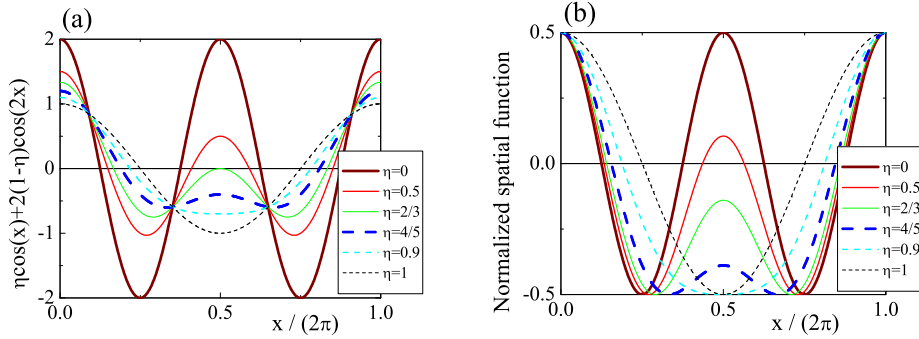 (a)
ηcos(x)+2(1-η)cos(2x)
2
1
0
-1
-2
0.0
0.5
1.0
x / (2π)
η=0
η=0.5
η=2/3
η=4/5
η=0.9
η=1
(b)
Normalized spatial function
0.5
0.0
-0.5
0.0
0.5
1.0
x / (2π)
η=0
η=0.5
η=2/3
η=4/5
η=0.9
η=1